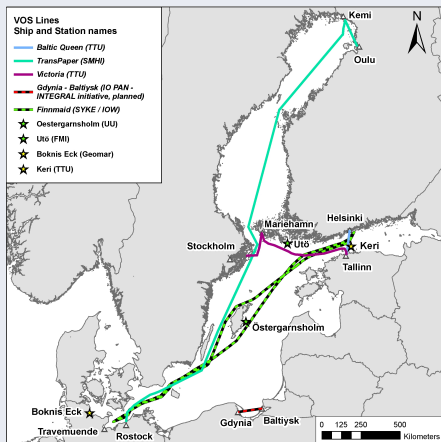 VOS Lines
Ship and Station names
Baltic Queen (TTU)
TransPaper (SMHI)
Victoria (TTU)
Gdynia - Baltiysk (IO PAN -
INTEGRAL initiative, planned)
Finnmaid (SYKE / IOW)
Oestergarnsholm (UU)
Utö (FMI)
Boknis Eck (Geomar)
Keri (TTU)
Kemi
N
Oulu
Mariehamn
Helsinki
Stockholm
Utö
Keri
Tallinn
Östergarnsholm
Boknis Eck
Travemuende
Rostock
Gdynia
Baltiysk
0 125 250 500
Kilometers